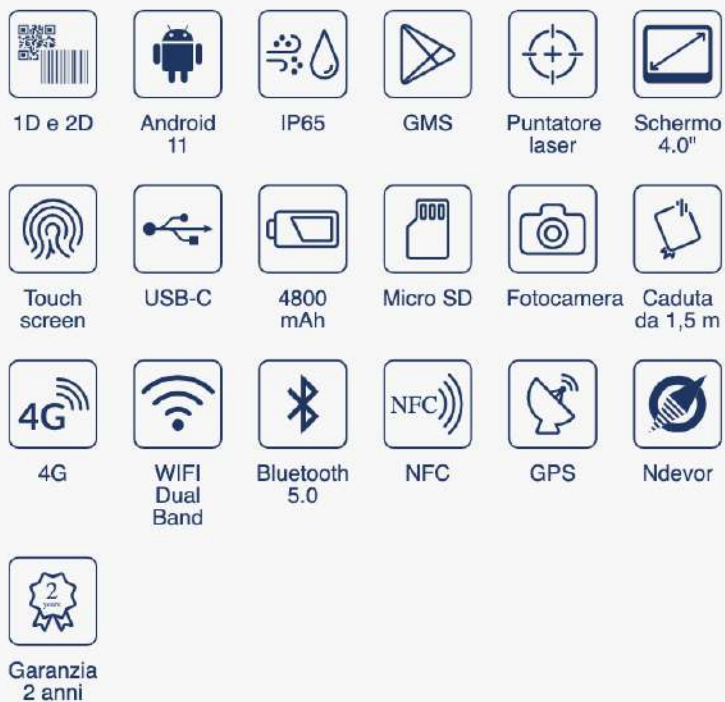 1D e 2D
Android
11
IP65
GMS
Puntatore
laser
Schermo
4.0"
Touch
screen
USB-C
4800
mAh
Micro SD
Fotocamera
Caduta
da 1,5 m
4G
4G
WIFI
Dual
Band
Bluetooth
5.0
NFC
NFC
GPS
Ndevor
2
years
Garanzia
2 anni